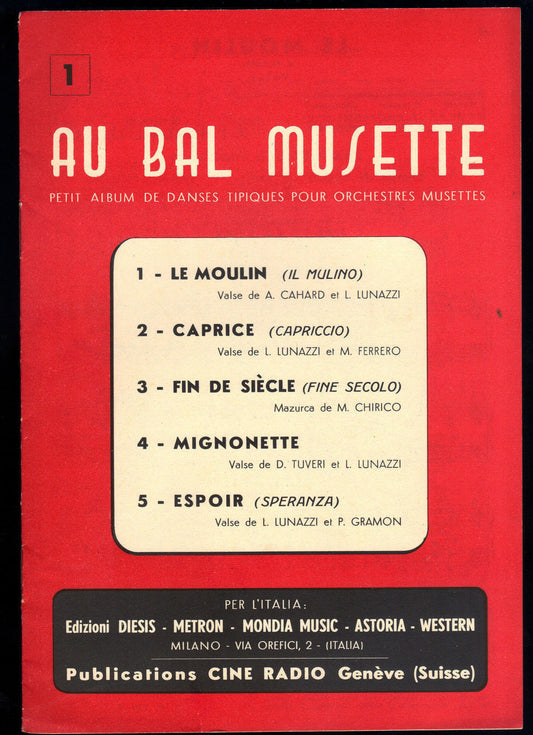 1
AU BAL MUSETTE
PETIT ALBUM DE DANSES TIPIQUES POUR ORCHESTRES MUSETTES
1 - LE MOULIN (IL MULINO)
Valse de A. CAHARD et L. LUNAZZI
2 - CAPRICE (CAPRICCIO)
Valse de L. LUNAZZI et M. FERRERO
3 - FIN DE SIÈCLE (FINE SECOLO)
Mazurca de M. CHIRICO
4 - MIGNONETTE
Valse de D. TUVERI et L. LUNAZZI
5 - ESPOIR (SPERANZA)
Valse de L. LUNAZZI et P. GRAMON
PER L'ITALIA:
Edizioni DIESIS - METRON - MONDIA MUSIC - ASTORIA - WESTERN
MILANO - VIA OREFICI, 2 - (ITALIA)
Publications CINE RADIO Genève (Suisse)